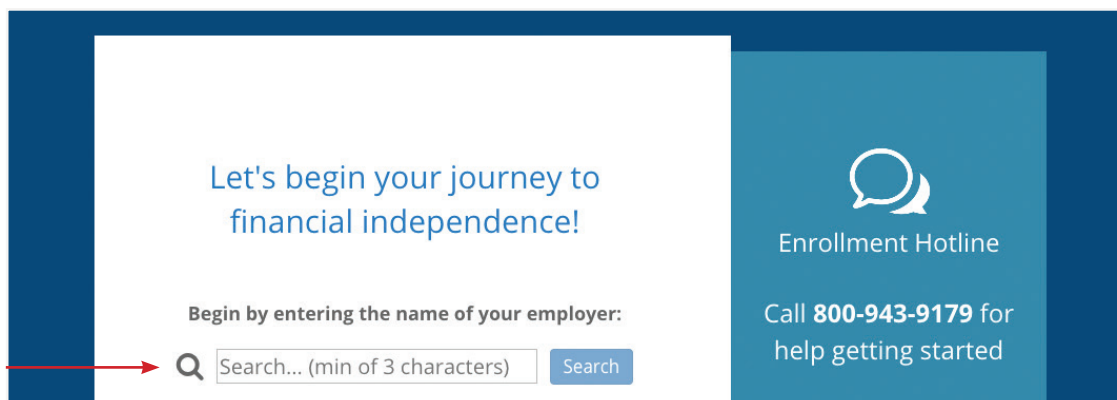 Let's begin your journey to
financial independence!
Begin by entering the name of your employer:
Search... (min of 3 characters)
Search
Enrollment Hotline
Call 800-943-9179 for
help getting started